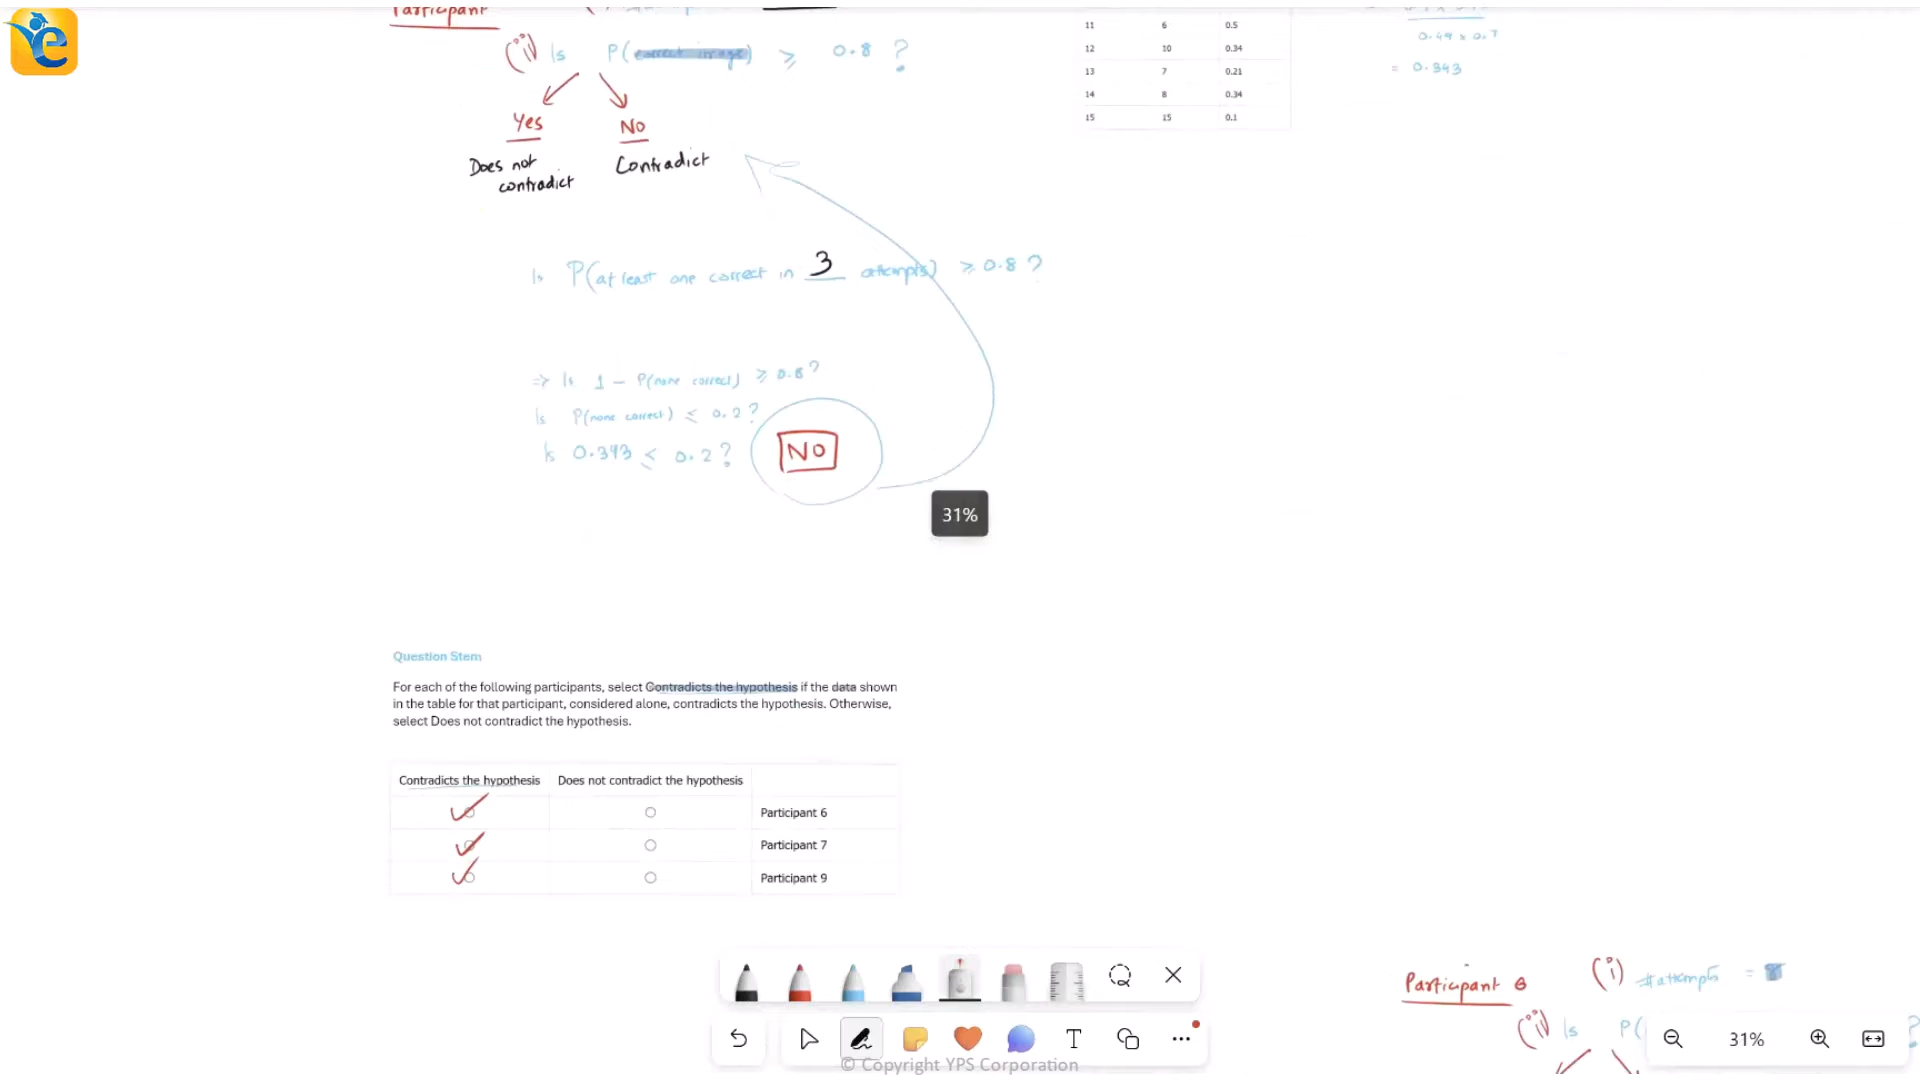 Participant
(ii) Is P(correct image) ≥ 0.8 ?
Yes
No
Does not
contradict
Contradict
11 6 0.5
12 10 0.34
13 7 0.21
14 8 0.34
15 15 0.1
0.49 x 0.7
= 0.343
Is P(at least one correct in 3 attempts) ≥ 0.8 ?
⇒ Is 1 - P(none correct) ≥ 0.8?
Is P(none correct) ≤ 0.2?
Is 0.343 ≤ 0.2?
NO
31%
Question Stem
For each of the following participants, select Contradicts the hypothesis if the data shown
in the table for that participant, considered alone, contradicts the hypothesis. Otherwise,
select Does not contradict the hypothesis.
Contradicts the hypothesis Does not contradict the hypothesis
Participant 6
Participant 7
Participant 9
Participant 6 (i) #attempts = 8
(ii) Is P( ?
T
31%
© Copyright YPS Corporation